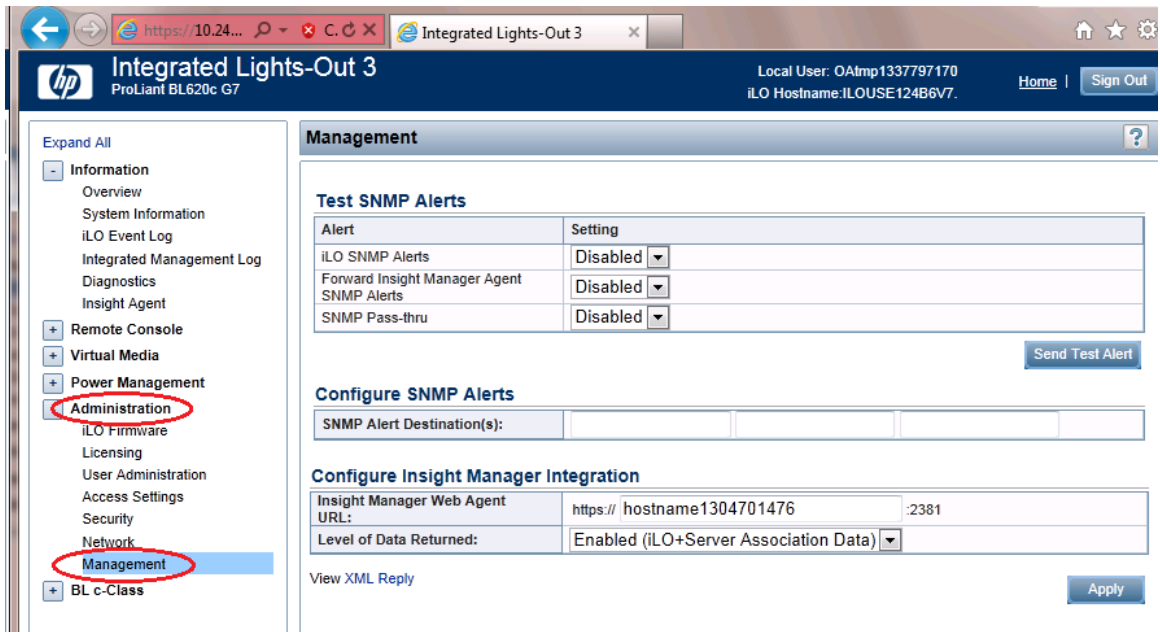 https://10.24... C. Integrated Lights-Out 3
hp
Integrated Lights-Out 3
ProLiant BL620c G7
Local User: OAtmp1337797170
iLO Hostname:ILOUSE124B6V7.
Home | Sign Out
Expand All
- Information
Overview
System Information
iLO Event Log
Integrated Management Log
Diagnostics
Insight Agent
+ Remote Console
+ Virtual Media
+ Power Management
Administration
iLO Firmware
Licensing
User Administration
Access Settings
Security
Network
Management
+ BL c-Class
Management ?
Test SNMP Alerts
Alert Setting
iLO SNMP Alerts Disabled
Forward Insight Manager Agent
SNMP Alerts Disabled
SNMP Pass-thru Disabled
Send Test Alert
Configure SNMP Alerts
SNMP Alert Destination(s):
Configure Insight Manager Integration
Insight Manager Web Agent
URL: https:// hostname1304701476 :2381
Level of Data Returned: Enabled (iLO+Server Association Data)
View XML Reply
Apply